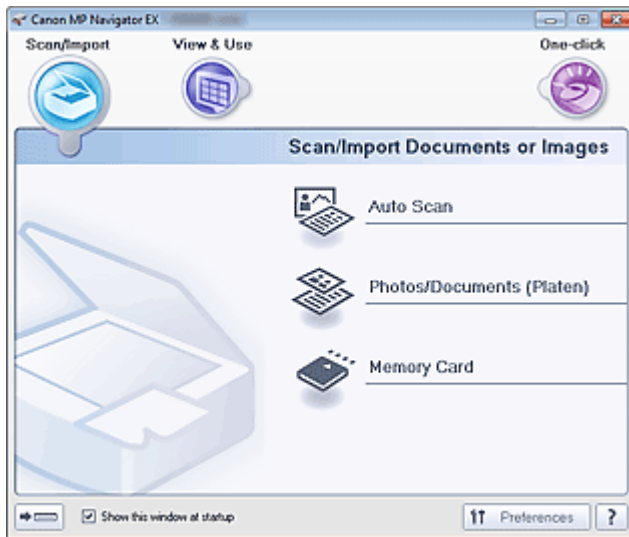 Canon MP Navigator EX
Scan/Import
View & Use
One-click
Scan/Import Documents or Images
Auto Scan
Photos/Documents (Platen)
Memory Card
Show this window at startup
Preferences
?